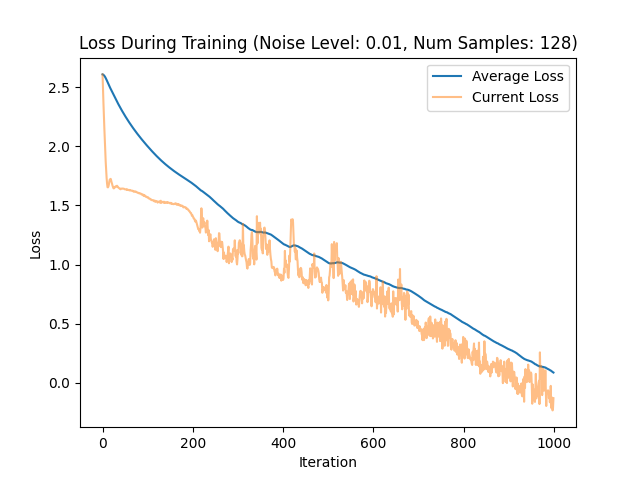 Loss During Training (Noise Level: 0.01, Num Samples: 128)
Average Loss
Current Loss
2.5
2.0
1.5
1.0
0.5
0.0
Loss
0 200 400 600 800 1000
Iteration